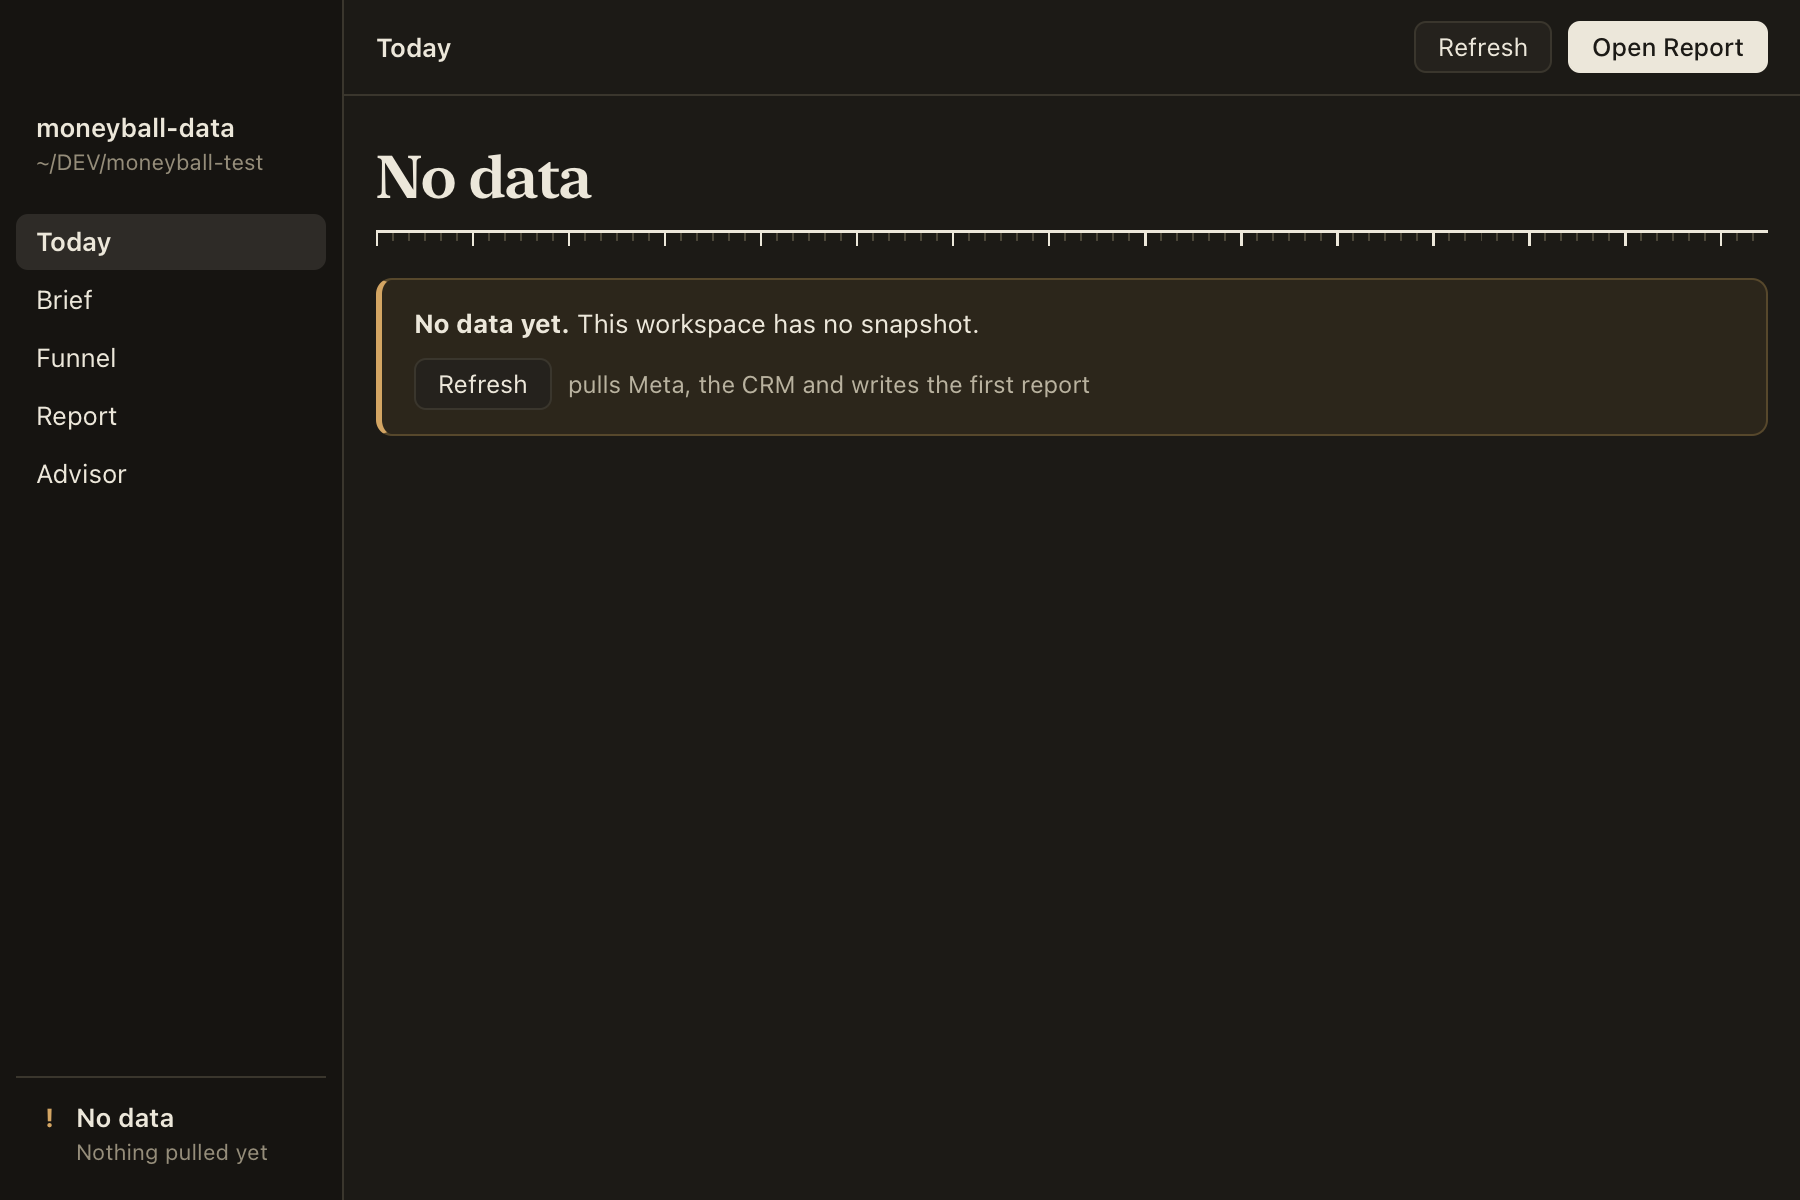 Today
Refresh
Open Report
moneyball-data
~/DEV/moneyball-test
Today
Brief
Funnel
Report
Advisor
No data
No data yet. This workspace has no snapshot.
Refresh pulls Meta, the CRM and writes the first report
! No data
Nothing pulled yet